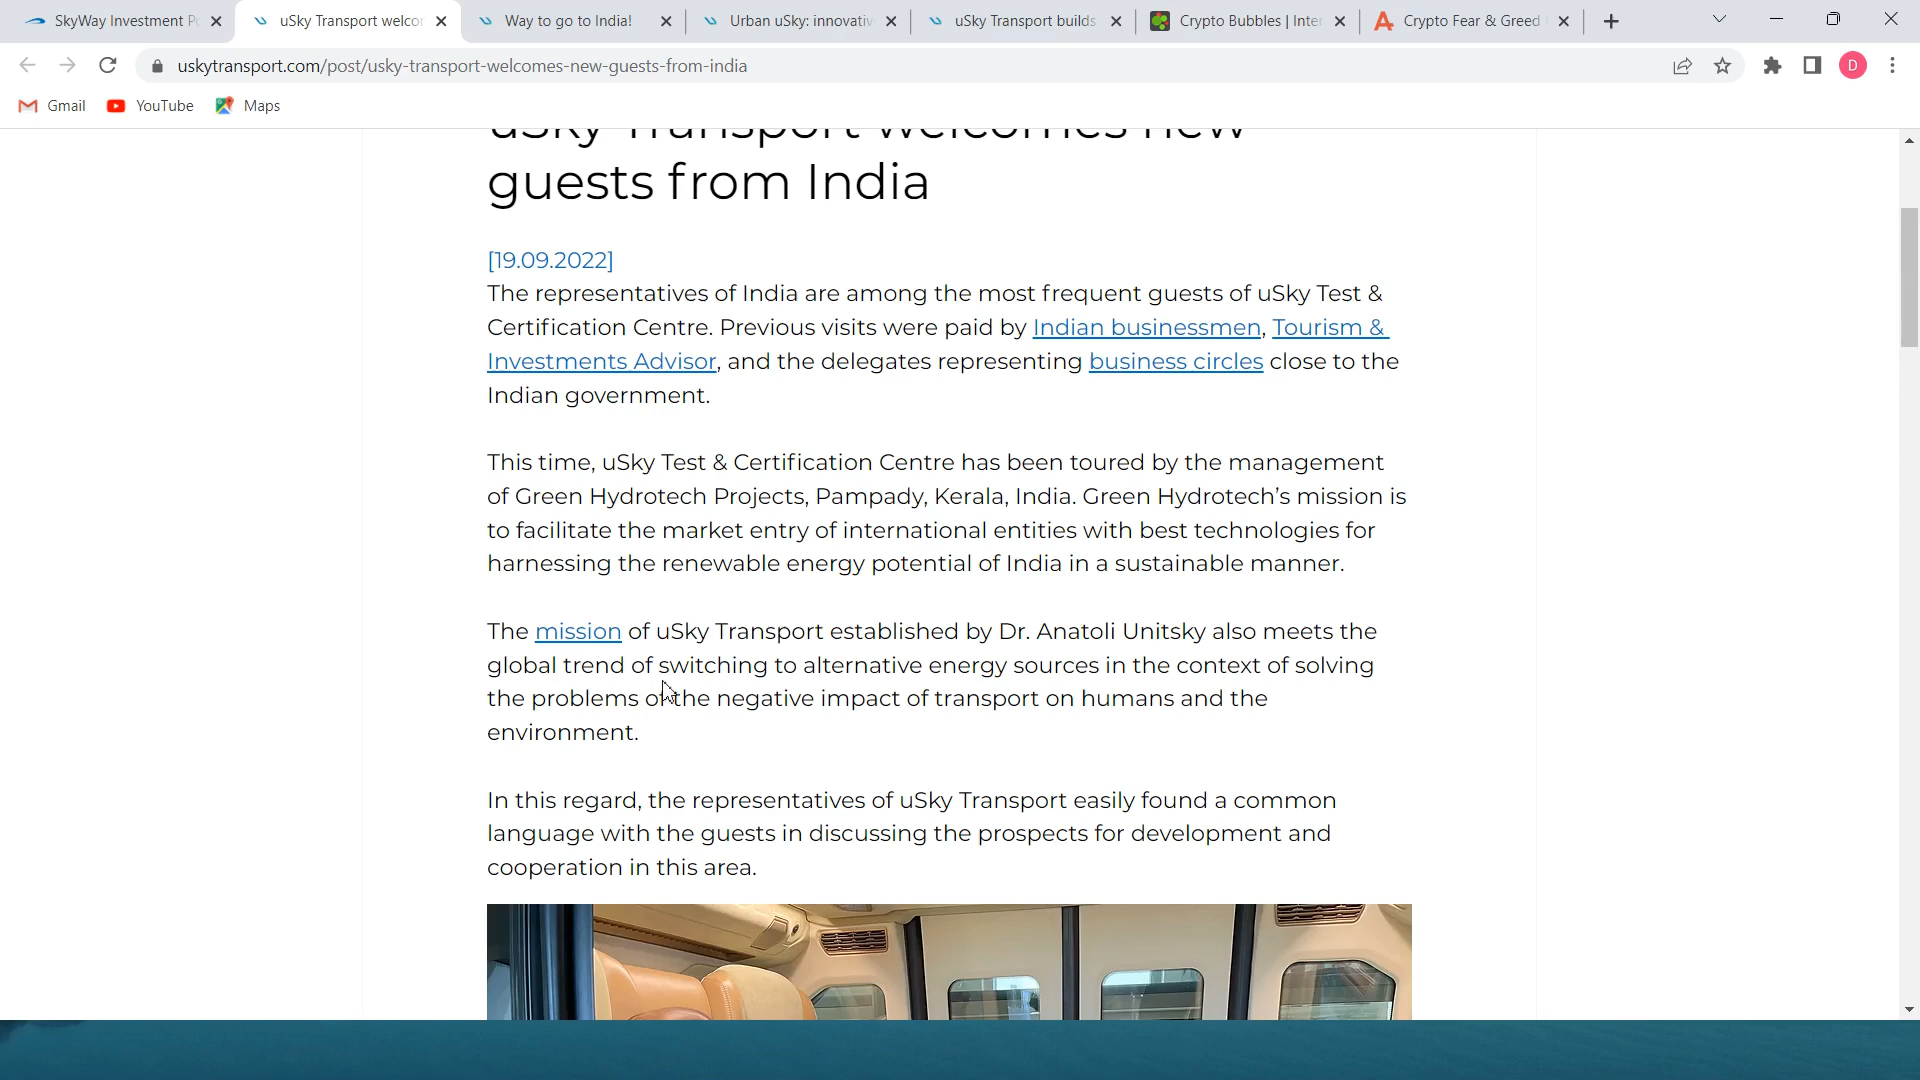 SkyWay Investment P
uSky Transport welco
Way to go to India!
Urban uSky: innovativ
uSky Transport builds
Crypto Bubbles | Inter
Crypto Fear & Greed
uskytransport.com/post/usky-transport-welcomes-new-guests-from-india
D
Gmail
YouTube
Maps
uSky Transport welcomes new
guests from India
[19.09.2022]
The representatives of India are among the most frequent guests of uSky Test &
Certification Centre. Previous visits were paid by Indian businessmen, Tourism &
Investments Advisor, and the delegates representing business circles close to the
Indian government.
This time, uSky Test & Certification Centre has been toured by the management
of Green Hydrotech Projects, Pampady, Kerala, India. Green Hydrotech’s mission is
to facilitate the market entry of international entities with best technologies for
harnessing the renewable energy potential of India in a sustainable manner.
The mission of uSky Transport established by Dr. Anatoli Unitsky also meets the
global trend of switching to alternative energy sources in the context of solving
the problems of the negative impact of transport on humans and the
environment.
In this regard, the representatives of uSky Transport easily found a common
language with the guests in discussing the prospects for development and
cooperation in this area.